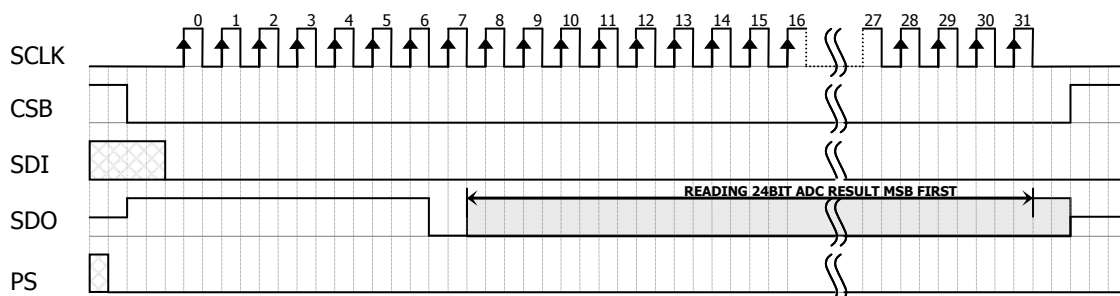 0 1 2 3 4 5 6 7 8 9 10 11 12 13 14 15 16 27 28 29 30 31
SCLK
CSB
SDI
READING 24BIT ADC RESULT MSB FIRST
SDO
PS